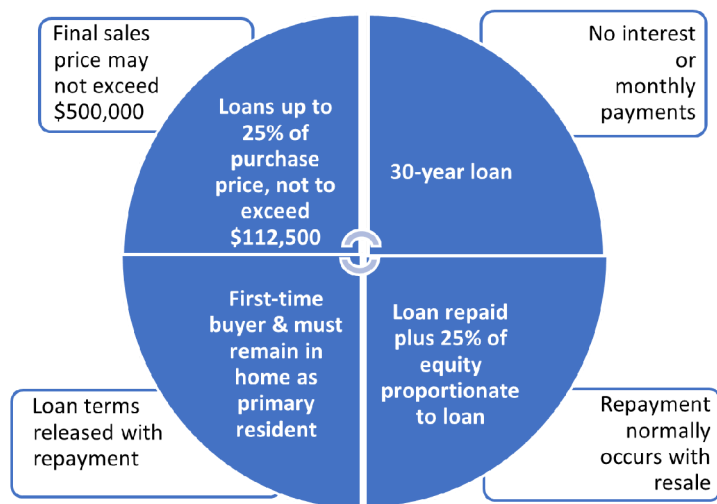 Final sales
price may
not exceed
$500,000
Loans up to
25% of
purchase
price, not to
exceed
$112,500
No interest
or
monthly
payments
30-year loan
First-time
buyer & must
remain in
home as
primary
resident
Loan terms
released with
repayment
Loan repaid
plus 25% of
equity
proportionate
to loan
Repayment
normally
occurs with
resale